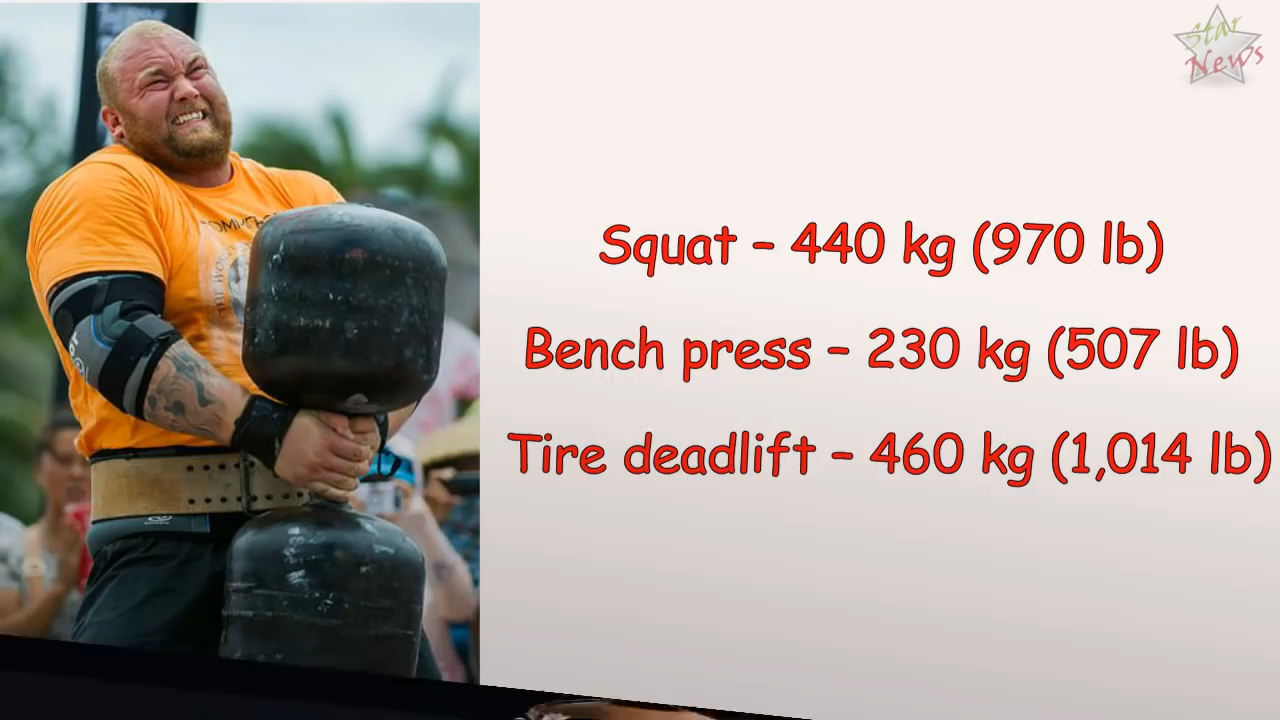 Star
News
Squat – 440 kg (970 lb)
Bench press – 230 kg (507 lb)
Tire deadlift – 460 kg (1,014 lb)